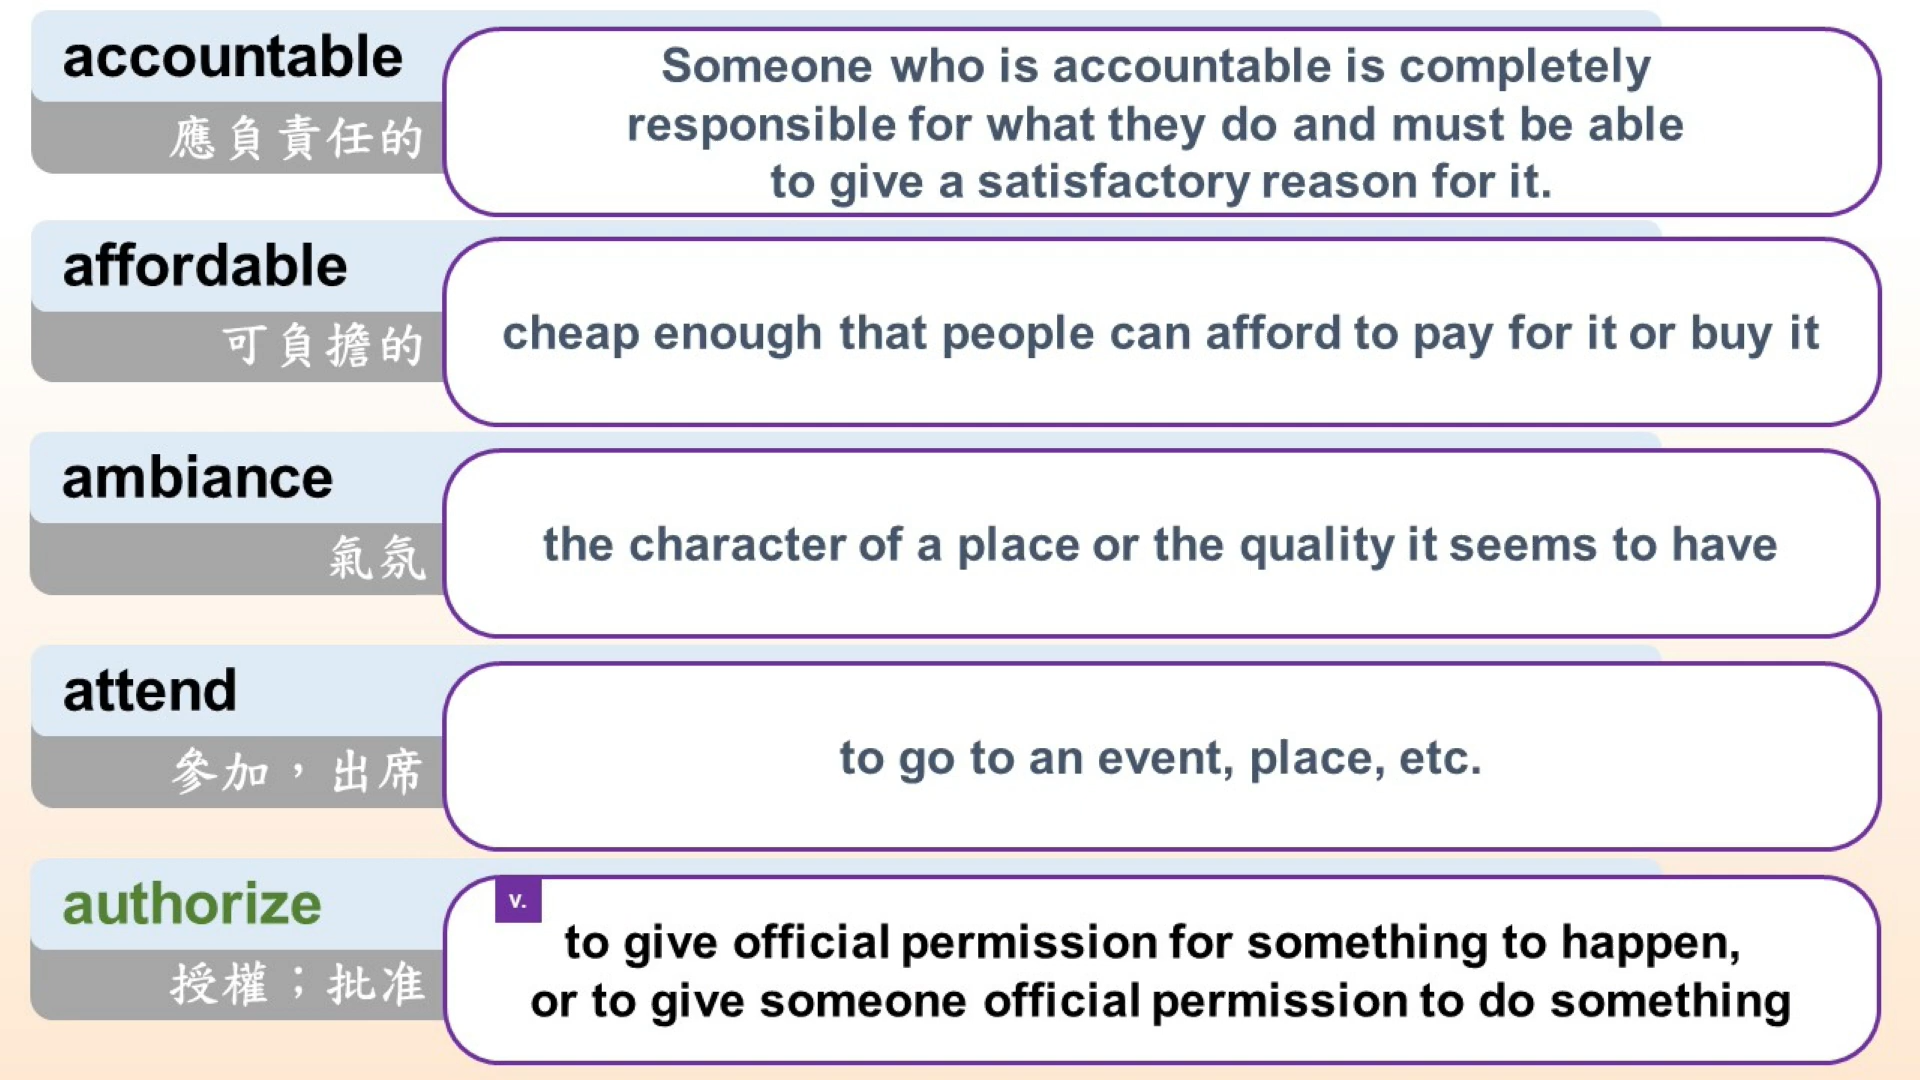 accountable
應負責任的
Someone who is accountable is completely
responsible for what they do and must be able
to give a satisfactory reason for it.
affordable
可負擔的
cheap enough that people can afford to pay for it or buy it
ambiance
氣氛
the character of a place or the quality it seems to have
attend
參加，出席
to go to an event, place, etc.
authorize
授權；批准
v.
to give official permission for something to happen,
or to give someone official permission to do something